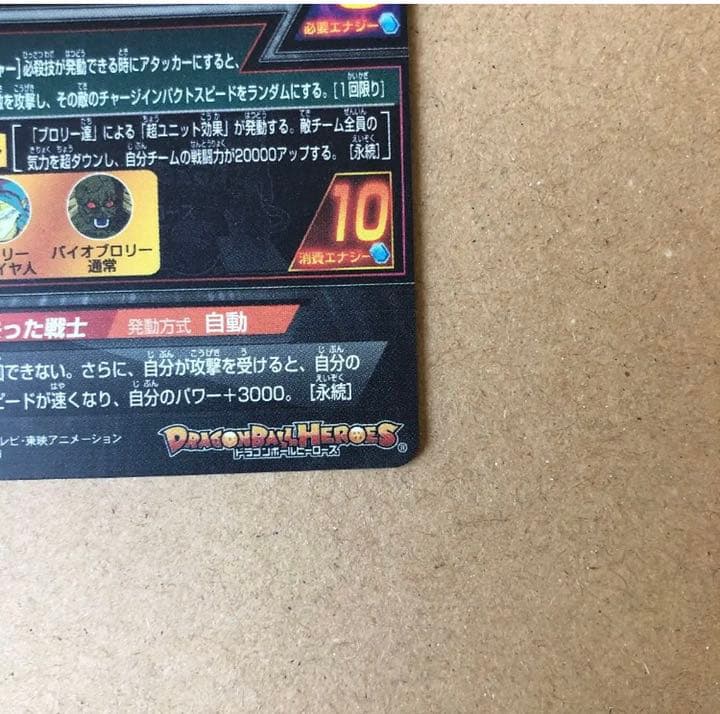 必要エナジー
ャー]必殺技が発動できる時にアタッカーにすると、
を攻撃し、その敵のチャージインパクトスピードをランダムにする。[1回限り]
「ブロリー達」による「超ユニット効果」が発動する。敵チーム全員の
気力を超ダウンし、自分チームの戦闘力が20000アップする。[永続]
10
消費エナジー
リー
イヤ人
バイオブロリー
通常
った戦士 発動方式 自動
できない。さらに、自分が攻撃を受けると、自分の
ピードが速くなり、自分のパワー+3000。[永続]
レビ・東映アニメーション
DRAGONBALL HEROES
ドラゴンボールヒーローズ
®